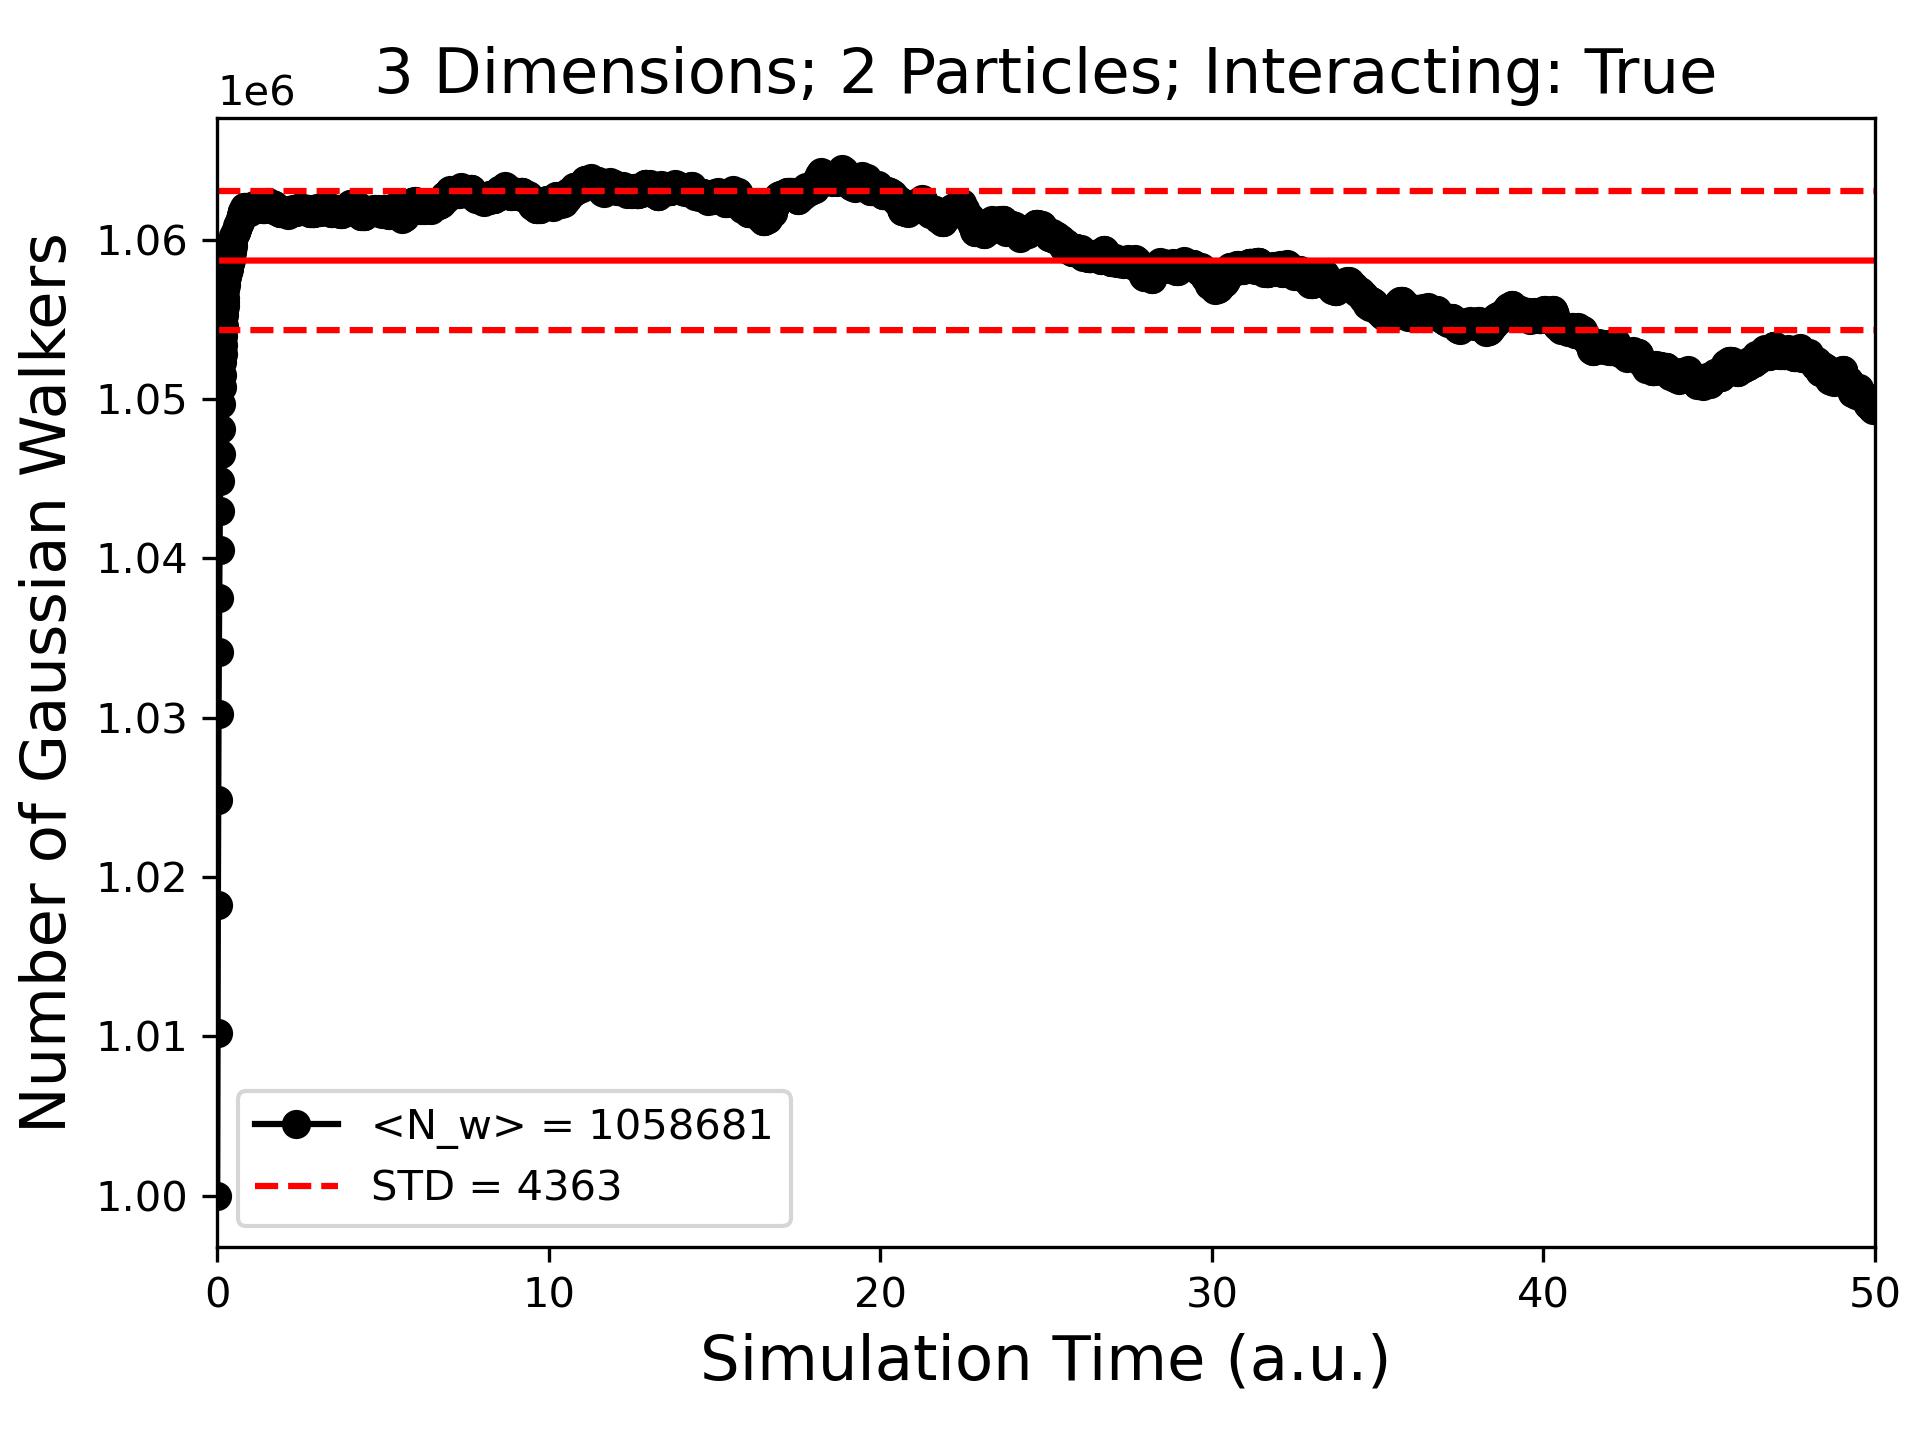 3 Dimensions; 2 Particles; Interacting: True
1e6
Number of Gaussian Walkers
1.06
1.05
1.04
1.03
1.02
1.01
1.00
<N_w> = 1058681
STD = 4363
0 10 20 30 40 50
Simulation Time (a.u.)